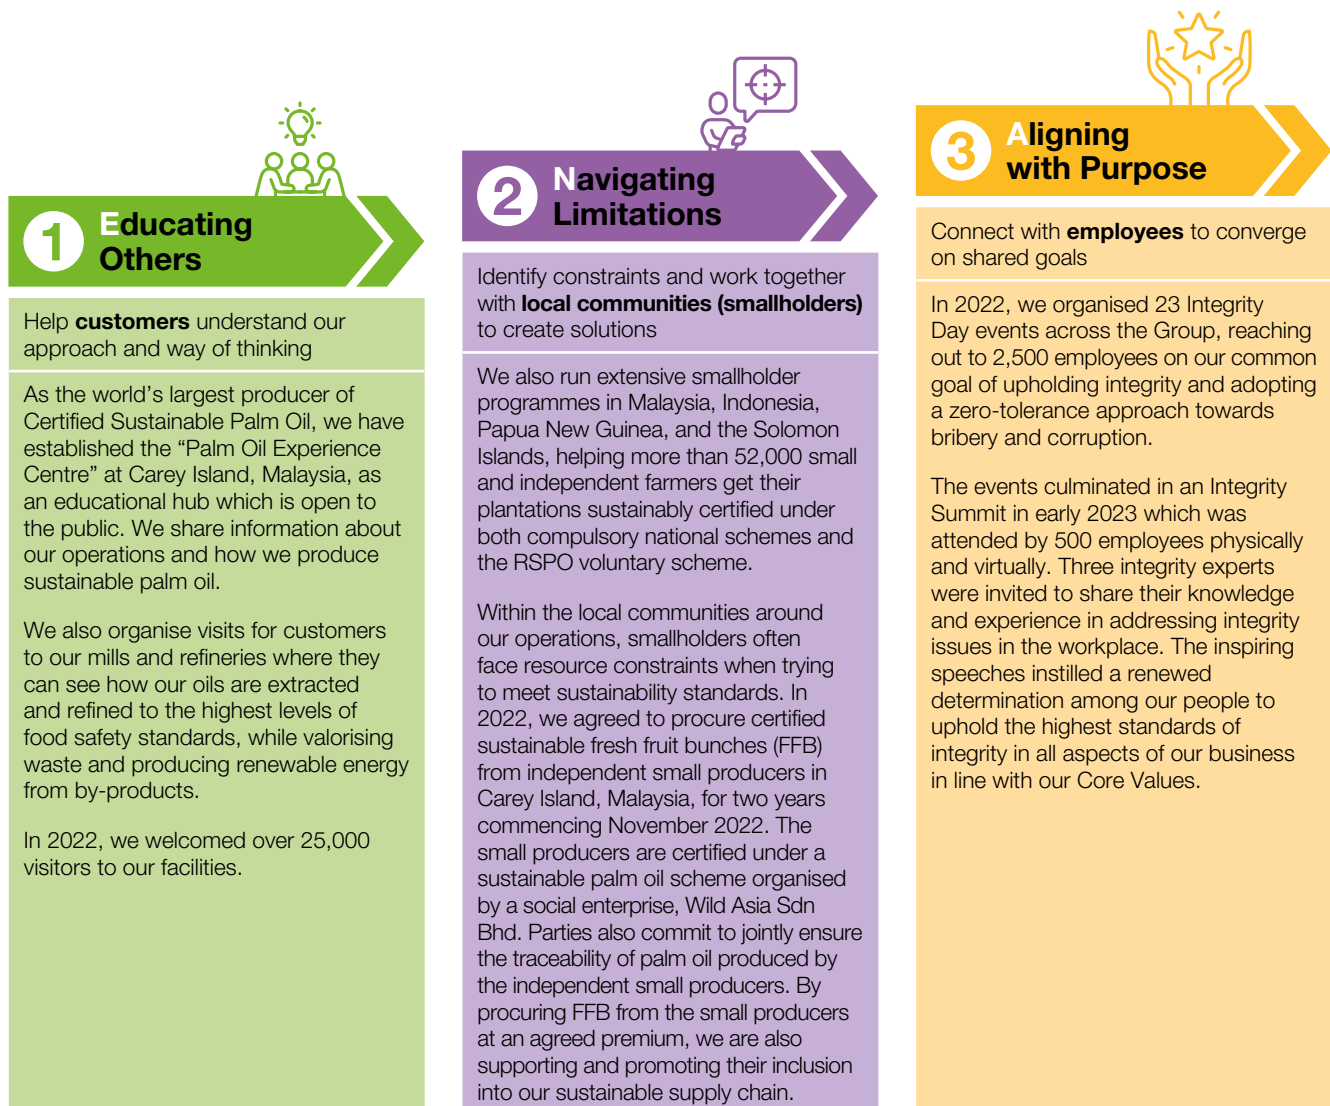 1
Educating
Others
Help customers understand our
approach and way of thinking
As the world's largest producer of
Certified Sustainable Palm Oil, we have
established the “Palm Oil Experience
Centre” at Carey Island, Malaysia, as
an educational hub which is open to
the public. We share information about
our operations and how we produce
sustainable palm oil.
We also organise visits for customers
to our mills and refineries where they
can see how our oils are extracted
and refined to the highest levels of
food safety standards, while valorising
waste and producing renewable energy
from by-products.
In 2022, we welcomed over 25,000
visitors to our facilities.
2
Navigating
Limitations
Identify constraints and work together
with local communities (smallholders)
to create solutions
We also run extensive smallholder
programmes in Malaysia, Indonesia,
Papua New Guinea, and the Solomon
Islands, helping more than 52,000 small
and independent farmers get their
plantations sustainably certified under
both compulsory national schemes and
the RSPO voluntary scheme.
Within the local communities around
our operations, smallholders often
face resource constraints when trying
to meet sustainability standards. In
2022, we agreed to procure certified
sustainable fresh fruit bunches (FFB)
from independent small producers in
Carey Island, Malaysia, for two years
commencing November 2022. The
small producers are certified under a
sustainable palm oil scheme organised
by a social enterprise, Wild Asia Sdn
Bhd. Parties also commit to jointly ensure
the traceability of palm oil produced by
the independent small producers. By
procuring FFB from the small producers
at an agreed premium, we are also
supporting and promoting their inclusion
into our sustainable supply chain.
3
Aligning
with Purpose
Connect with employees to converge
on shared goals
In 2022, we organised 23 Integrity
Day events across the Group, reaching
out to 2,500 employees on our common
goal of upholding integrity and adopting
a zero-tolerance approach towards
bribery and corruption.
The events culminated in an Integrity
Summit in early 2023 which was
attended by 500 employees physically
and virtually. Three integrity experts
were invited to share their knowledge
and experience in addressing integrity
issues in the workplace. The inspiring
speeches instilled a renewed
determination among our people to
uphold the highest standards of
integrity in all aspects of our business
in line with our Core Values.